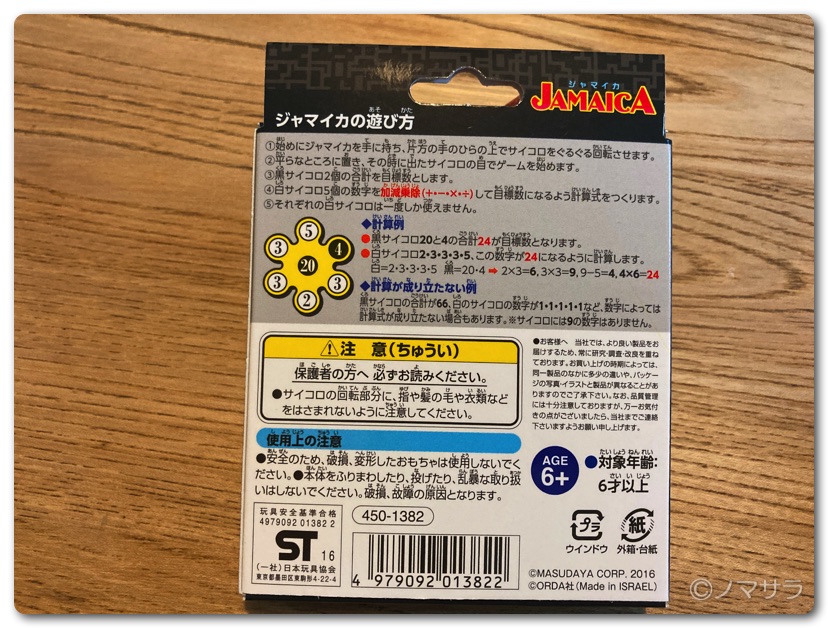 ジャマイカ
JAMAICA
ジャマイカの遊び方
①始めにジャマイカを手に持ち、片方の手のひらの上でサイコロをぐるぐる回転させます。
②平らなところに置き、その時に出たサイコロの目でゲームを始めます。
③黒サイコロ2個の合計を目標数とします。
④白サイコロ5個の数字を加減乗除(+・−・×・÷)して目標数になるよう計算式をつくります。
⑤それぞれの白サイコロは一度しか使えません。
5
3
4
20
3
3
2
◆計算例
●黒サイコロ20と4の合計24が目標数となります。
●白サイコロ2・3・3・3・5、この数字が24になるように計算します。
白=2・3・3・3・5 黒=20・4 ➡ 2×3=6, 3×3=9, 9−5=4, 4×6=24
◆計算が成り立たない例
黒サイコロの合計が66、白のサイコロの数字が1・1・1・1・1など、数字によっては
計算式が成り立たない場合もあります。※サイコロには9の数字はありません。
⚠注 意(ちゅうい)
保護者の方へ 必ずお読みください。
●サイコロの回転部分に、指や髪の毛や衣類など
をはさまれないように注意してください。
使用上の注意
●安全のため、破損、変形したおもちゃは使用しないで
ください。●本体をふりまわしたり、投げたり、乱暴な取り扱
いはしないでください。破損、故障の原因となります。
●お客様へ 当社では、より良い製品をお
届けするため、常に研究・調査・改良を重ね
ております。お買い上げの時期によっては、
同一製品のなかに多少の違いや、パッケー
ジの写真・イラストと製品が異なることがあ
りますのでご了承下さい。なお、品質管理
には十分注意しておりますが、万一お気付
きの点がございましたら、当社までご連絡
下さいますようお願い申し上げます。
AGE
6+
●対象年齢:
6才以上
玩具安全基準合格
4979092 01382 2
ST 16
(一社)日本玩具協会
東京都墨田区東駒形4-22-4
450-1382
4 979092 013822
プラ
ウインドウ
紙
外箱・台紙
©MASUDAYA CORP. 2016
©ORDA社(Made in ISRAEL)
©ノマサラ